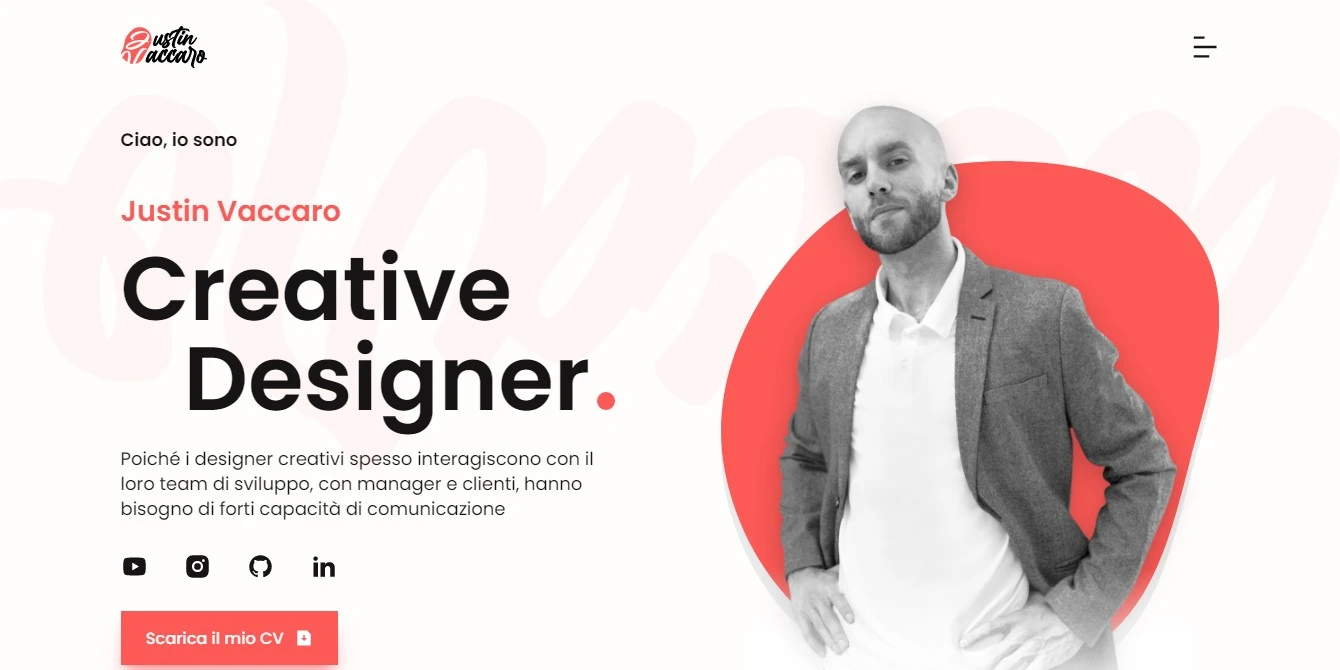 Justin
Vaccaro
Ciao, io sono
Justin Vaccaro
Creative
Designer.
Poiché i designer creativi spesso interagiscono con il
loro team di sviluppo, con manager e clienti, hanno
bisogno di forti capacità di comunicazione
in
Scarica il mio CV